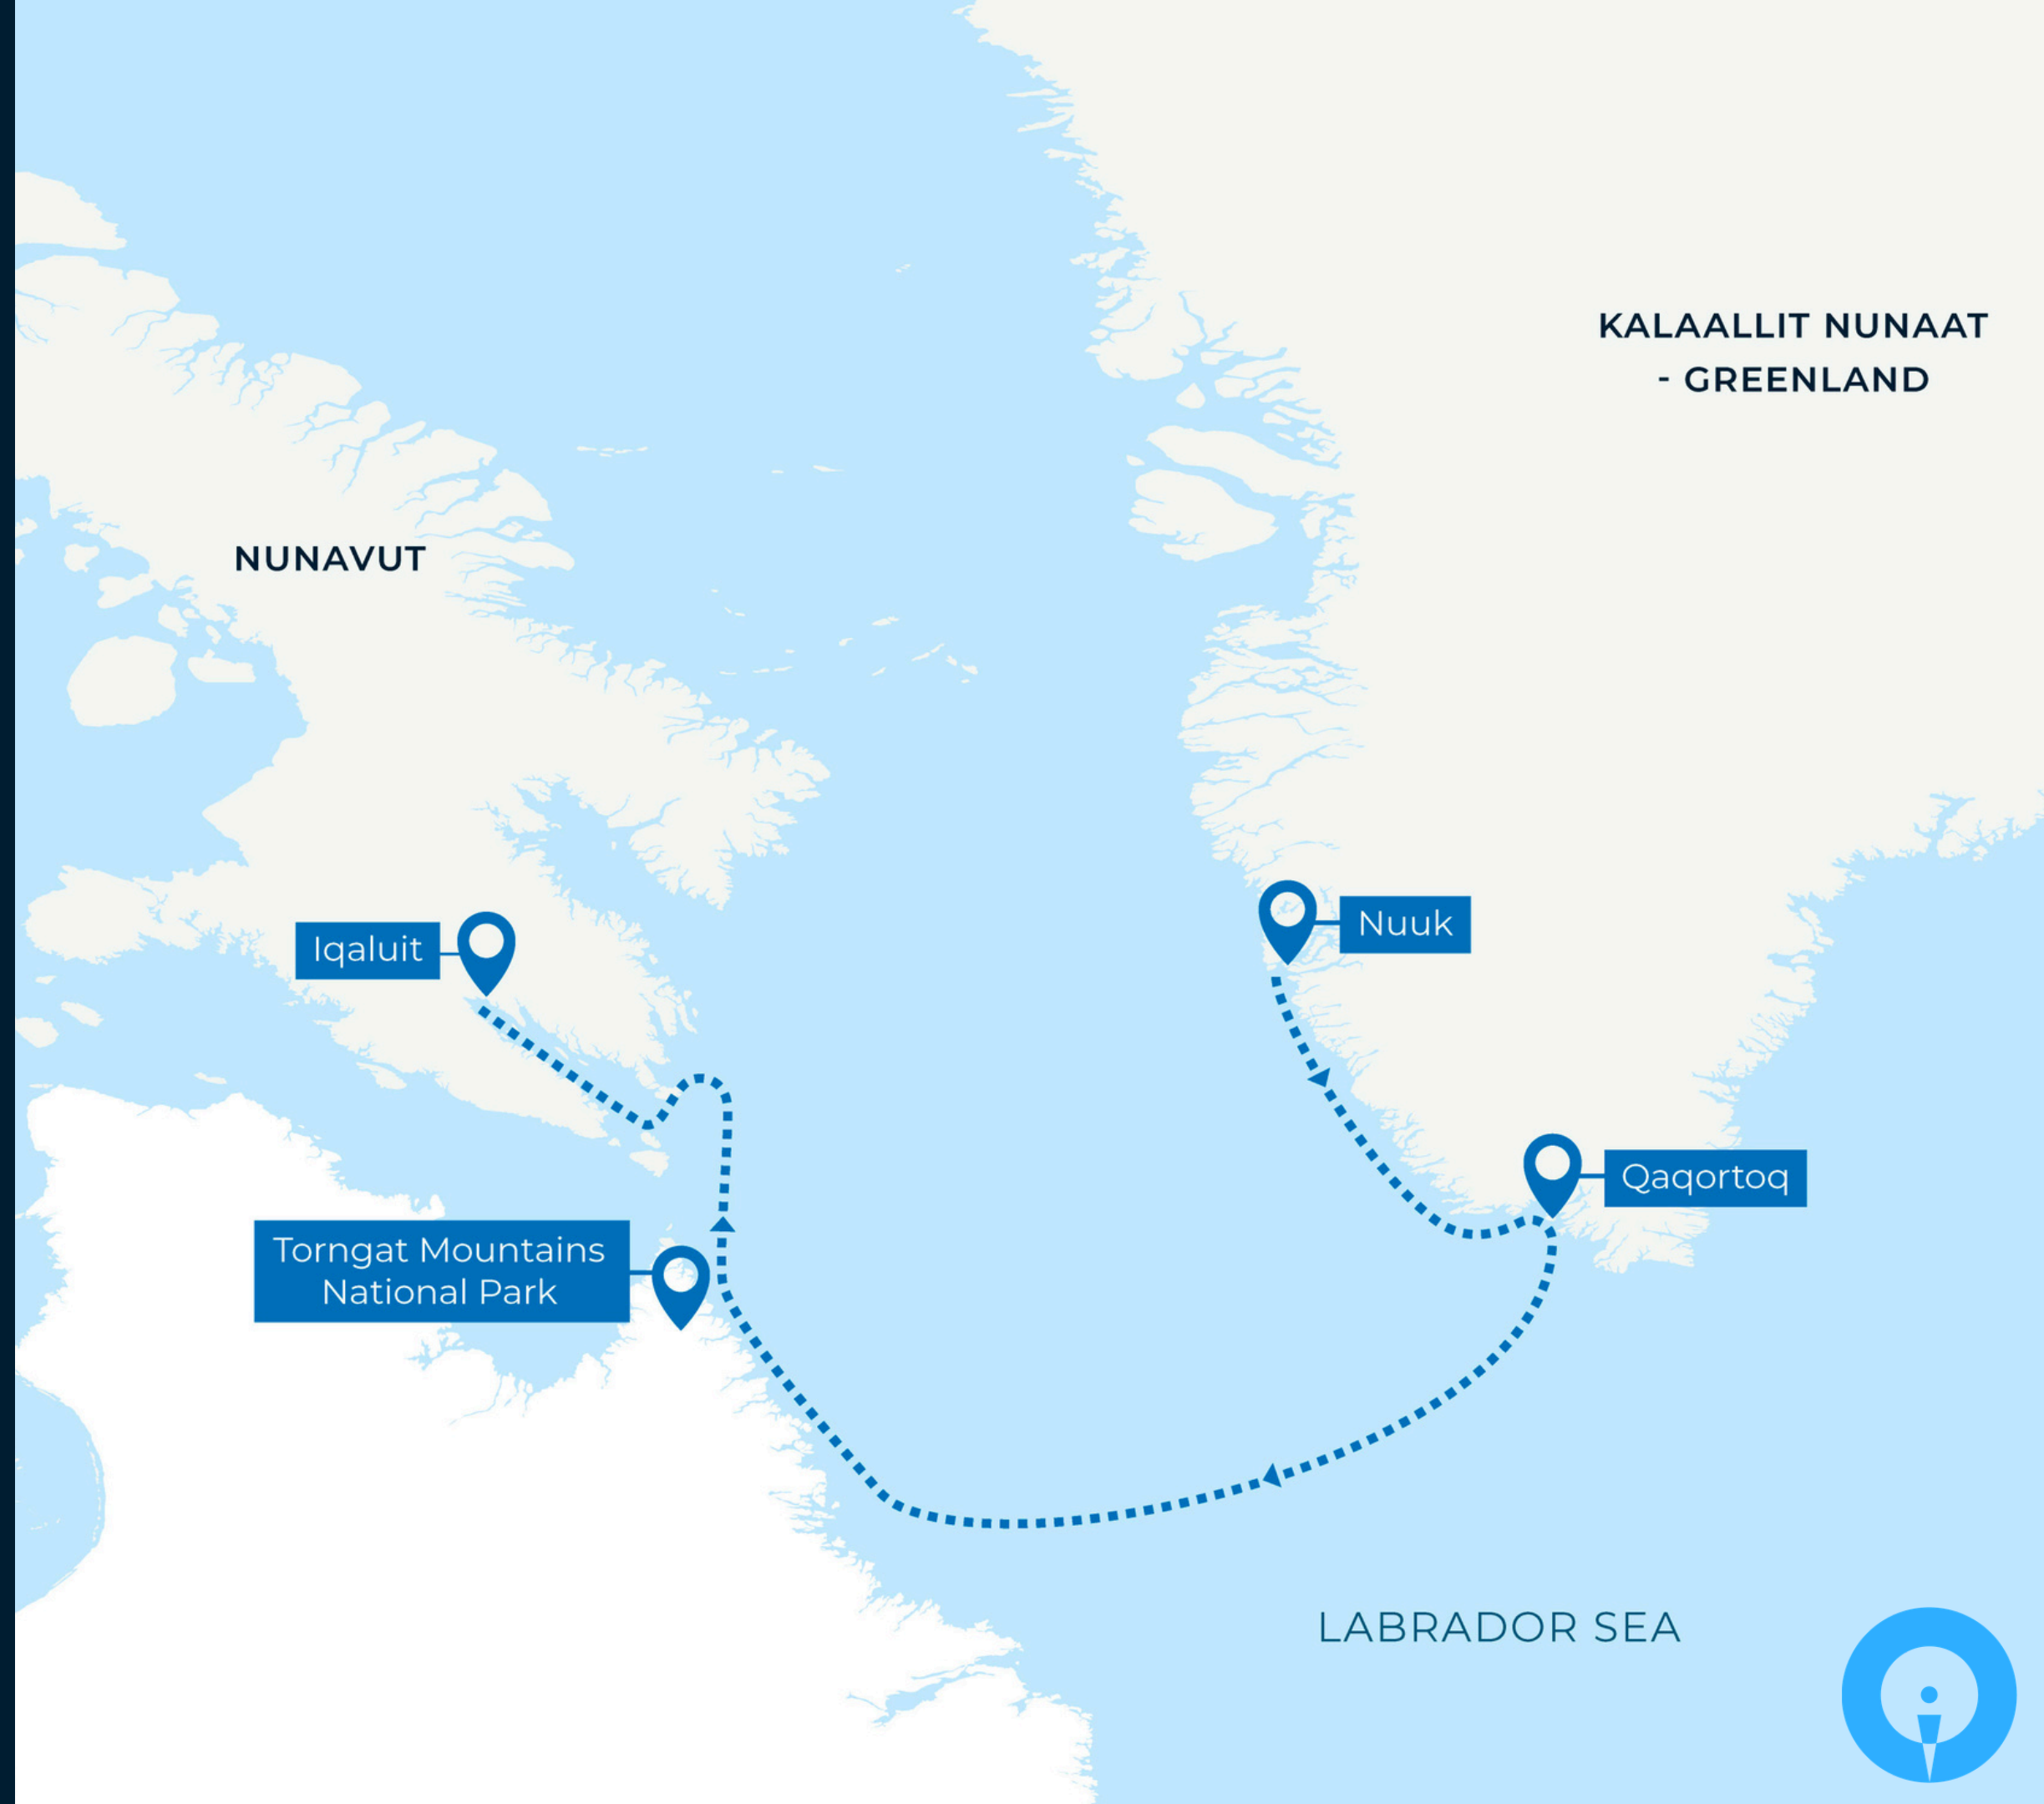 KALAALLIT NUNAAT
- GREENLAND
NUNAVUT
Iqaluit
Nuuk
Qaqortoq
Torngat Mountains
National Park
LABRADOR SEA